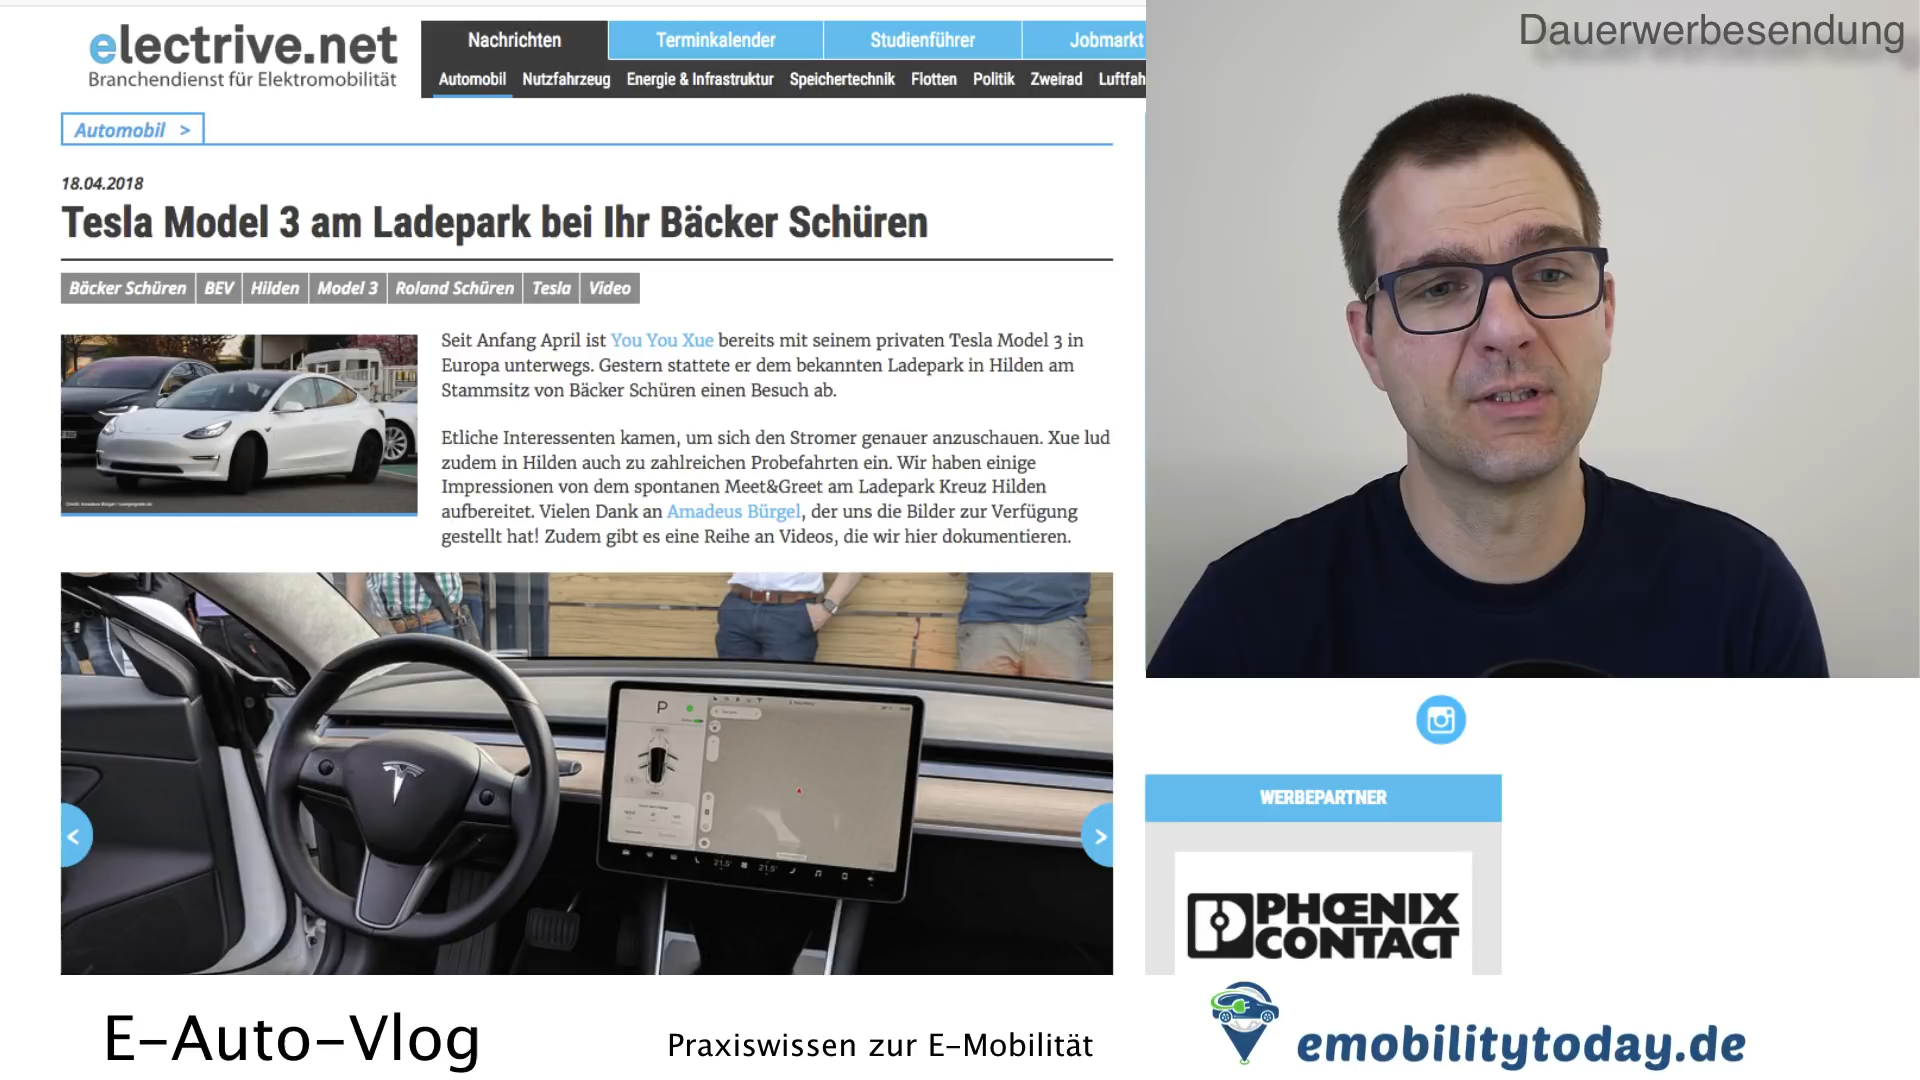 electrive.net
Branchendienst für Elektromobilität
Nachrichten
Terminkalender
Studienführer
Jobmarkt
Automobil
Nutzfahrzeug
Energie & Infrastruktur
Speichertechnik
Flotten
Politik
Zweirad
Luftfah
Dauerwerbesendung
Automobil >
18.04.2018
Tesla Model 3 am Ladepark bei Ihr Bäcker Schüren
Bäcker Schüren
BEV
Hilden
Model 3
Roland Schüren
Tesla
Video
Seit Anfang April ist You You Xue bereits mit seinem privaten Tesla Model 3 in
Europa unterwegs. Gestern stattete er dem bekannten Ladepark in Hilden am
Stammsitz von Bäcker Schüren einen Besuch ab.
Etliche Interessenten kamen, um sich den Stromer genauer anzuschauen. Xue lud
zudem in Hilden auch zu zahlreichen Probefahrten ein. Wir haben einige
Impressionen von dem spontanen Meet&Greet am Ladepark Kreuz Hilden
aufbereitet. Vielen Dank an Amadeus Bürgel, der uns die Bilder zur Verfügung
gestellt hat! Zudem gibt es eine Reihe an Videos, die wir hier dokumentieren.
P
21.5°
21.5°
<
>
WERBEPARTNER
PHŒNIX
CONTACT
E-Auto-Vlog
Praxiswissen zur E-Mobilität
emobilitytoday.de